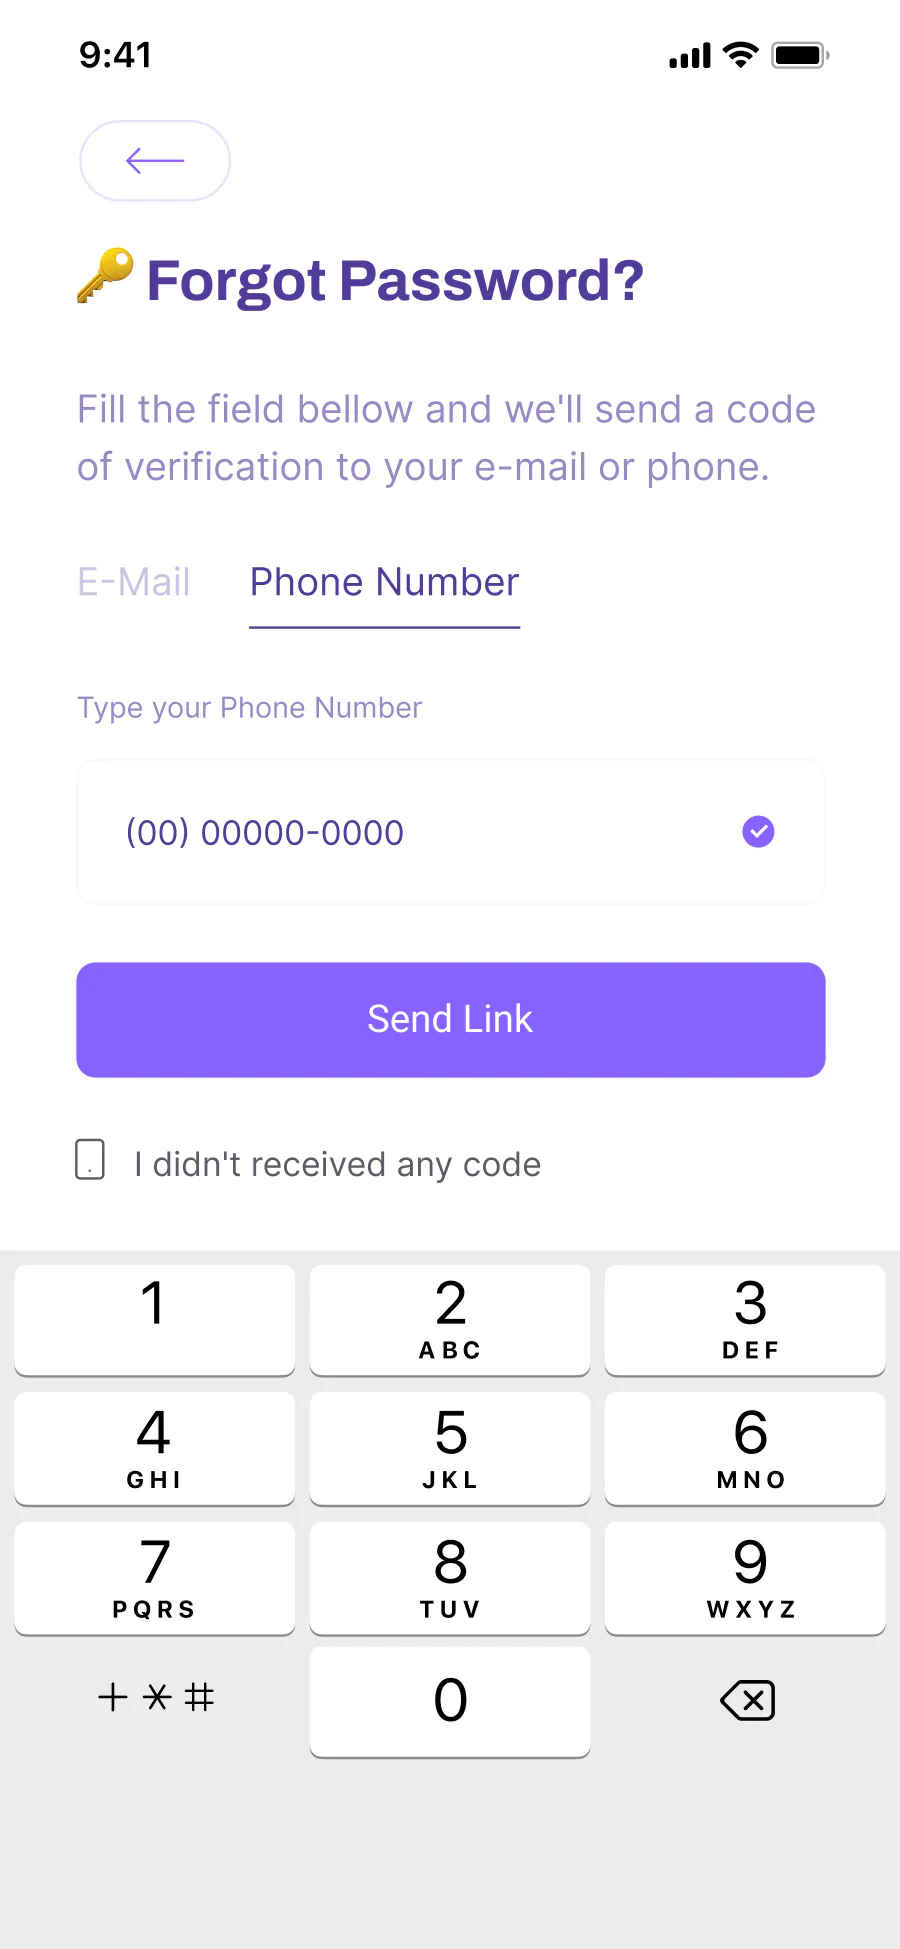 9:41
🔑 Forgot Password?
Fill the field bellow and we'll send a code
of verification to your e-mail or phone.
E-Mail Phone Number
Type your Phone Number
(00) 00000-0000
Send Link
I didn't received any code
1 2 3
ABC DEF
4 5 6
GHI JKL MNO
7 8 9
PQRS TUV WXYZ
+ * # 0